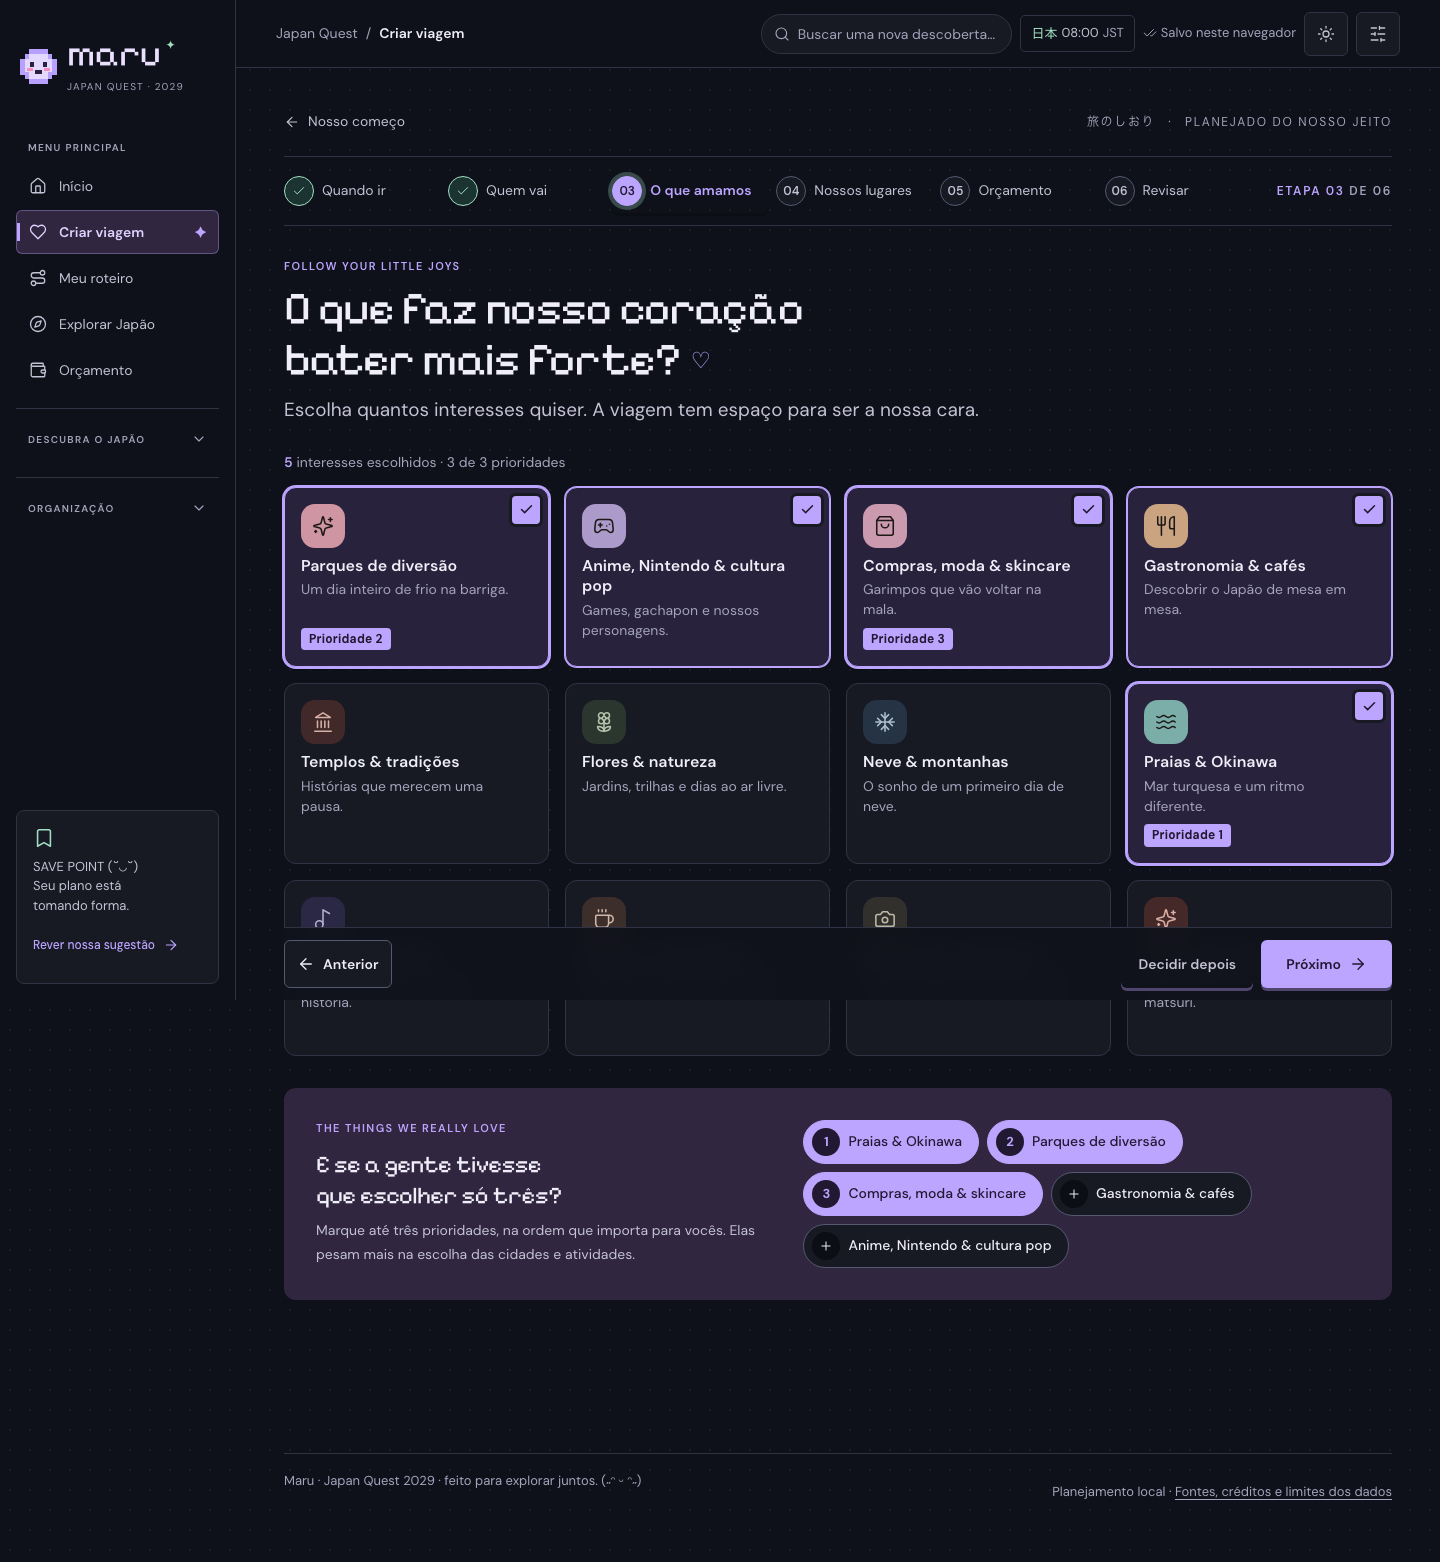 maru
JAPAN QUEST · 2029
MENU PRINCIPAL
Início
Criar viagem
Meu roteiro
Explorar Japão
Orçamento
DESCUBRA O JAPÃO
ORGANIZAÇÃO
SAVE POINT (˘◡˘)
Seu plano está
tomando forma.
Rever nossa sugestão
Japan Quest / Criar viagem
Buscar uma nova descoberta...
日本 08:00 JST
Salvo neste navegador
Nosso começo
旅のしおり · PLANEJADO DO NOSSO JEITO
Quando ir
Quem vai
03 O que amamos
04 Nossos lugares
05 Orçamento
06 Revisar
ETAPA 03 DE 06
FOLLOW YOUR LITTLE JOYS
O que faz nosso coração
bater mais forte? ♡
Escolha quantos interesses quiser. A viagem tem espaço para ser a nossa cara.
5 interesses escolhidos · 3 de 3 prioridades
Parques de diversão
Um dia inteiro de frio na barriga.
Prioridade 2
Anime, Nintendo & cultura
pop
Games, gachapon e nossos
personagens.
Compras, moda & skincare
Garimpos que vão voltar na
mala.
Prioridade 3
Gastronomia & cafés
Descobrir o Japão de mesa em
mesa.
Templos & tradições
Histórias que merecem uma
pausa.
Flores & natureza
Jardins, trilhas e dias ao ar livre.
Neve & montanhas
O sonho de um primeiro dia de
neve.
Praias & Okinawa
Mar turquesa e um ritmo
diferente.
Prioridade 1
Anterior
Decidir depois
Próximo
história.
matsuri.
THE THINGS WE REALLY LOVE
E se a gente tivesse
que escolher só três?
Marque até três prioridades, na ordem que importa para vocês. Elas
pesam mais na escolha das cidades e atividades.
1 Praias & Okinawa
2 Parques de diversão
3 Compras, moda & skincare
+ Gastronomia & cafés
+ Anime, Nintendo & cultura pop
Maru · Japan Quest 2029 · feito para explorar juntos. (˶ᵔ ᵕ ᵔ˶)
Planejamento local · Fontes, créditos e limites dos dados